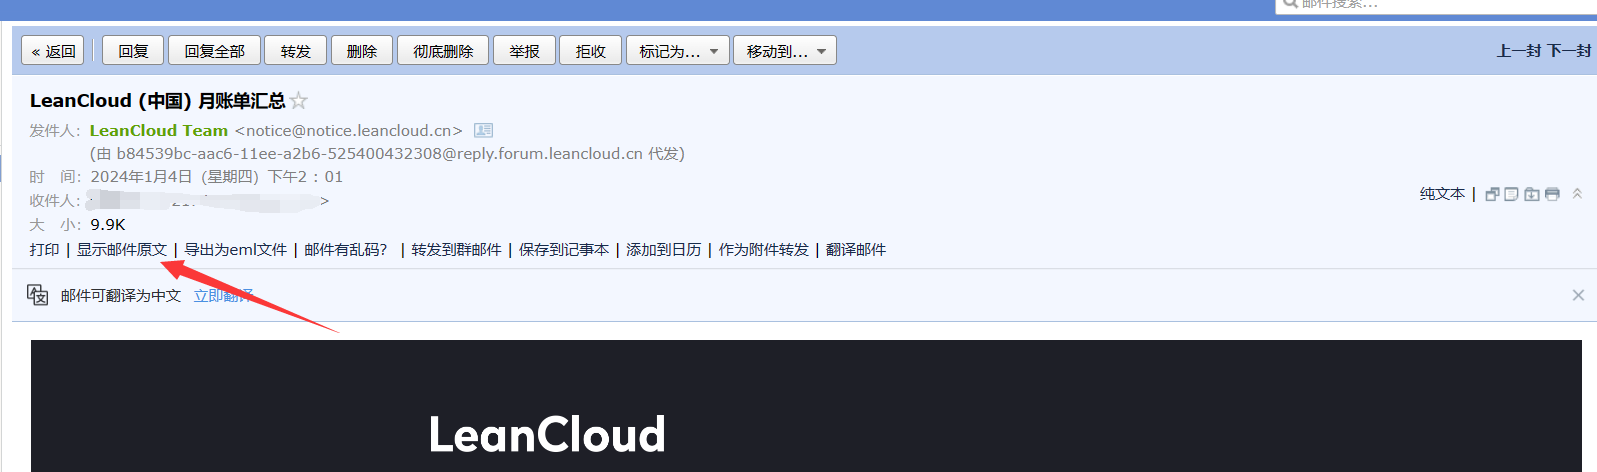 邮件搜索...
« 返回 回复 回复全部 转发 删除 彻底删除 举报 拒收 标记为... 移动到... 上一封 下一封
LeanCloud (中国) 月账单汇总
发件人： LeanCloud Team <notice@notice.leancloud.cn>
(由 b84539bc-aac6-11ee-a2b6-525400432308@reply.forum.leancloud.cn 代发)
时 间： 2024年1月4日 (星期四) 下午2：01
收件人： >
纯文本 |
大 小： 9.9K
打印 | 显示邮件原文 | 导出为eml文件 | 邮件有乱码？ | 转发到群邮件 | 保存到记事本 | 添加到日历 | 作为附件转发 | 翻译邮件
邮件可翻译为中文 立即翻译
LeanCloud